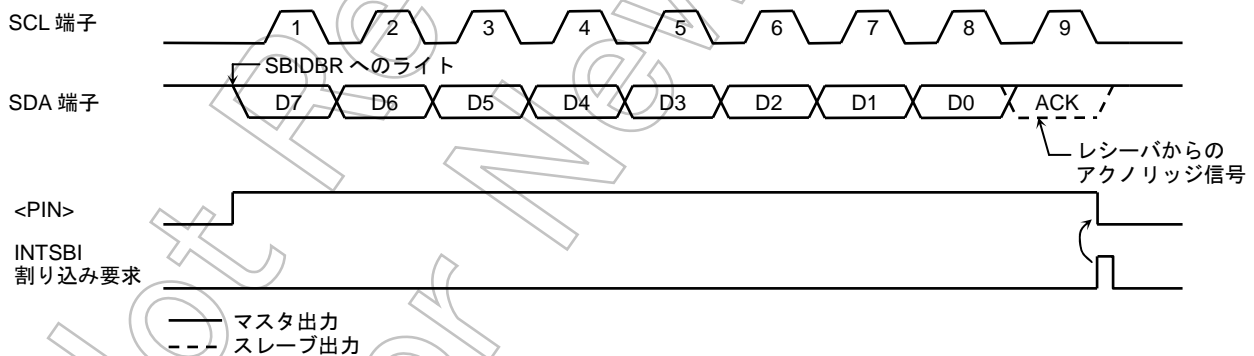 SCL 端子 1 2 3 4 5 6 7 8 9
SBIDBR へのライト
SDA 端子 D7 D6 D5 D4 D3 D2 D1 D0 ACK
レシーバからの
アクノリッジ信号
<PIN>
INTSBI
割り込み要求
マスタ出力
スレーブ出力